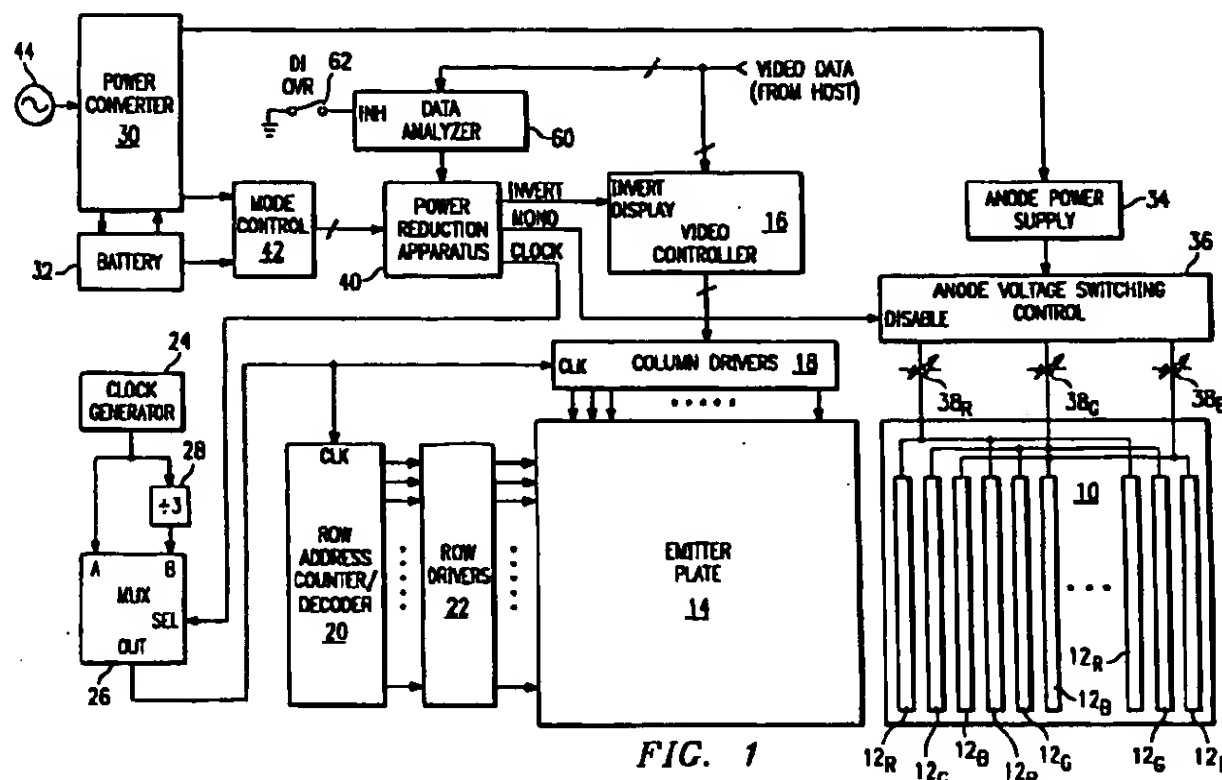 44
POWER
CONVERTER
30
DI
OVR
62
INH
DATA
ANALYZER
60
VIDEO DATA
(FROM HOST)
MODE
CONTROL
42
BATTERY
32
POWER
REDUCTION
APPARATUS
40
INVERT
MONO
CLOCK
INVERT
DISPLAY
16
VIDEO
CONTROLLER
ANODE POWER
SUPPLY
34
36
ANODE VOLTAGE SWITCHING
CONTROL
DISABLE
24
CLOCK
GENERATOR
28
÷3
A
B
MUX
SEL
OUT
26
CLK
COLUMN DRIVERS
18
CLK
ROW
ADDRESS
COUNTER/
DECODER
20
ROW
DRIVERS
22
EMITTER
PLATE
14
38R
38G
38B
10
12R
12B
12R
12G
12B
12R
12G
12G
FIG. 1